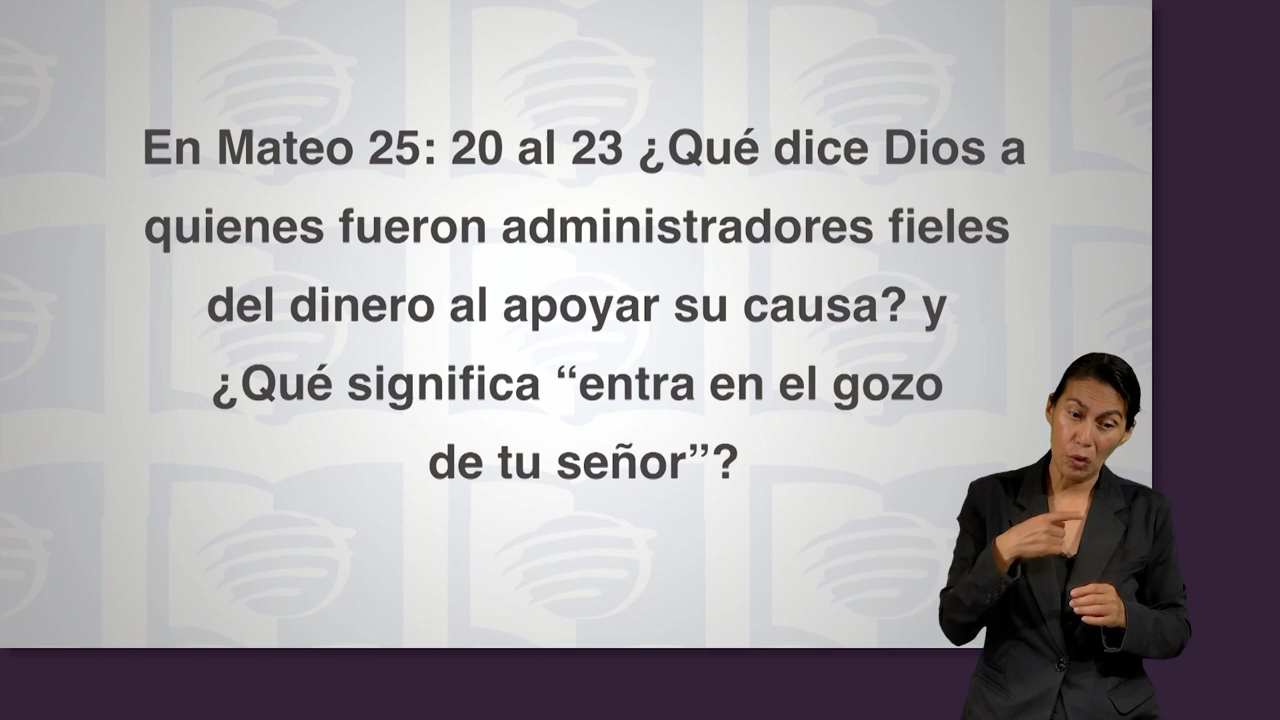 En Mateo 25: 20 al 23 ¿Qué dice Dios a
quienes fueron administradores fieles
del dinero al apoyar su causa? y
¿Qué significa “entra en el gozo
de tu señor”?